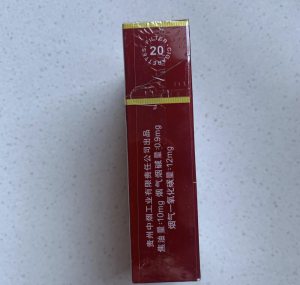 FILTER CIGARETTES
20
贵州中烟工业有限责任公司出品
焦油量:10mg 烟气烟碱量:0.9mg
烟气一氧化碳量:12mg